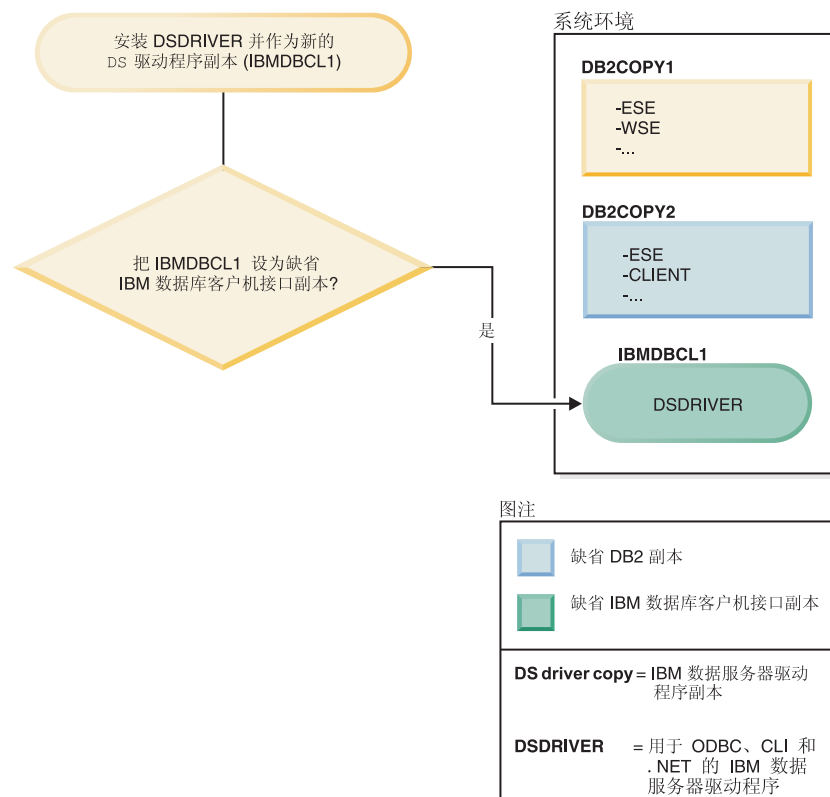 安装 DSDRIVER 并作为新的
DS 驱动程序副本 (IBMDBCL1)
把 IBMDBCL1 设为缺省
IBM 数据库客户机接口副本?
是
系统环境
DB2COPY1
-ESE
-WSE
-...
DB2COPY2
-ESE
-CLIENT
-...
IBMDBCL1
DSDRIVER
图注
缺省 DB2 副本
缺省 IBM 数据库客户机接口副本
DS driver copy = IBM 数据服务器驱动
程序副本
DSDRIVER = 用于 ODBC、CLI 和
.NET 的 IBM 数据
服务器驱动程序